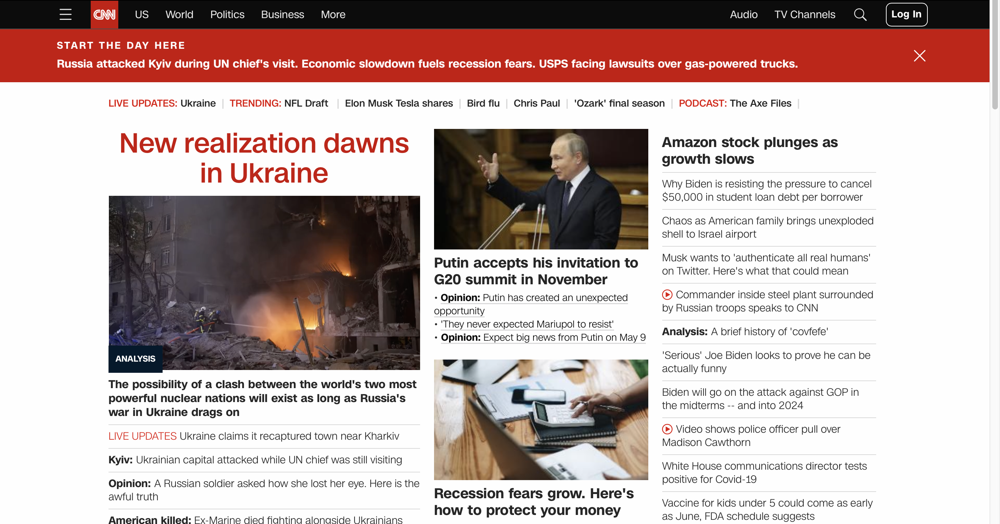 CNN
US World Politics Business More Audio TV Channels Log In
START THE DAY HERE
Russia attacked Kyiv during UN chief's visit. Economic slowdown fuels recession fears. USPS facing lawsuits over gas-powered trucks.
LIVE UPDATES: Ukraine | TRENDING: NFL Draft | Elon Musk Tesla shares | Bird flu | Chris Paul | 'Ozark' final season | PODCAST: The Axe Files |
New realization dawns
in Ukraine
ANALYSIS
The possibility of a clash between the world's two most
powerful nuclear nations will exist as long as Russia's
war in Ukraine drags on
LIVE UPDATES Ukraine claims it recaptured town near Kharkiv
Kyiv: Ukrainian capital attacked while UN chief was still visiting
Opinion: A Russian soldier asked how she lost her eye. Here is the
awful truth
American killed: Ex-Marine died fighting alongside Ukrainians
Putin accepts his invitation to
G20 summit in November
• Opinion: Putin has created an unexpected
opportunity
• 'They never expected Mariupol to resist'
• Opinion: Expect big news from Putin on May 9
Recession fears grow. Here's
how to protect your money
Amazon stock plunges as
growth slows
Why Biden is resisting the pressure to cancel
$50,000 in student loan debt per borrower
Chaos as American family brings unexploded
shell to Israel airport
Musk wants to 'authenticate all real humans'
on Twitter. Here's what that could mean
Commander inside steel plant surrounded
by Russian troops speaks to CNN
Analysis: A brief history of 'covfefe'
'Serious' Joe Biden looks to prove he can be
actually funny
Biden will go on the attack against GOP in
the midterms -- and into 2024
Video shows police officer pull over
Madison Cawthorn
White House communications director tests
positive for Covid-19
Vaccine for kids under 5 could come as early
as June, FDA schedule suggests